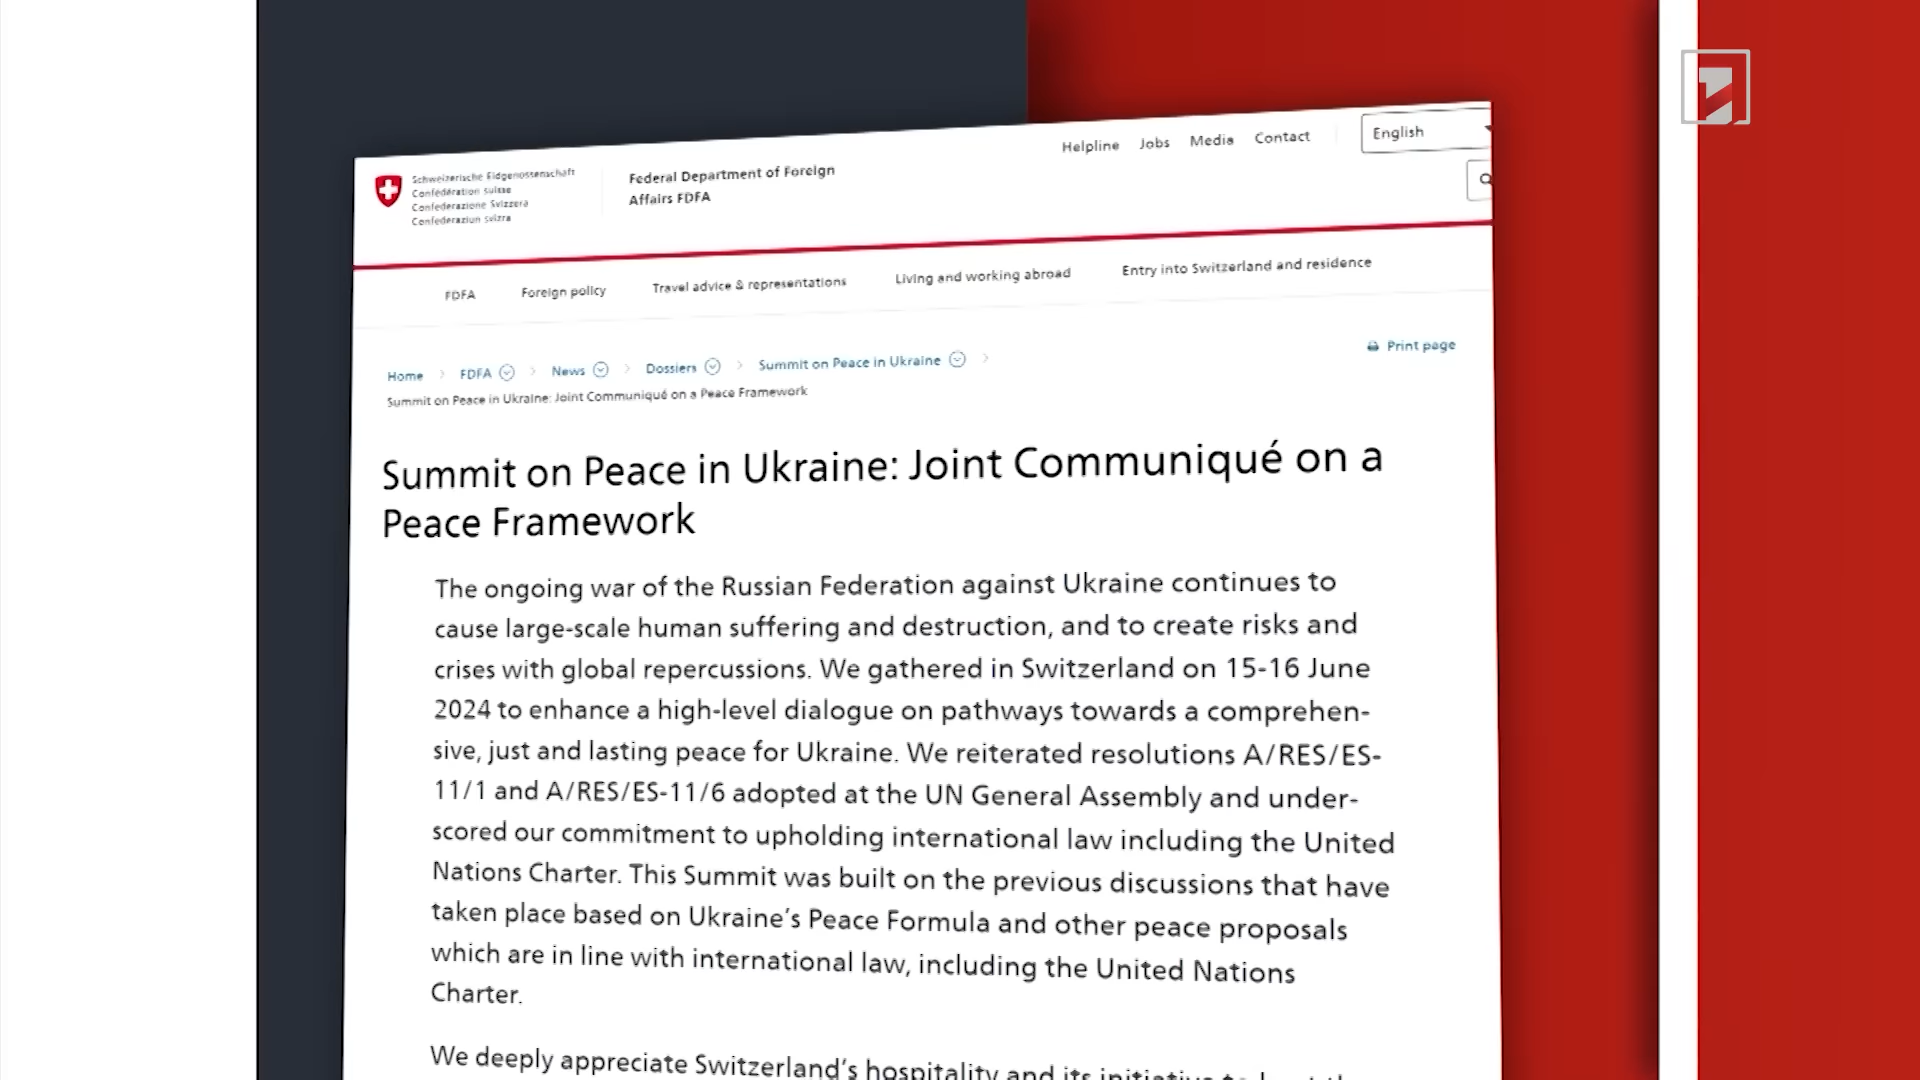 Helpline Jobs Media Contact English
Schweizerische Eidgenossenschaft
Confédération suisse
Confederazione Svizzera
Confederaziun svizra
Federal Department of Foreign
Affairs FDFA
FDFA Foreign policy Travel advice & representations Living and working abroad Entry into Switzerland and residence
Home FDFA News Dossiers Summit on Peace in Ukraine
Print page
Summit on Peace in Ukraine: Joint Communiqué on a Peace Framework
Summit on Peace in Ukraine: Joint Communiqué on a
Peace Framework
The ongoing war of the Russian Federation against Ukraine continues to
cause large-scale human suffering and destruction, and to create risks and
crises with global repercussions. We gathered in Switzerland on 15-16 June
2024 to enhance a high-level dialogue on pathways towards a comprehen-
sive, just and lasting peace for Ukraine. We reiterated resolutions A/RES/ES-
11/1 and A/RES/ES-11/6 adopted at the UN General Assembly and under-
scored our commitment to upholding international law including the United
Nations Charter. This Summit was built on the previous discussions that have
taken place based on Ukraine’s Peace Formula and other peace proposals
which are in line with international law, including the United Nations
Charter.
We deeply appreciate Switzerland’s hospitality and its initiative to